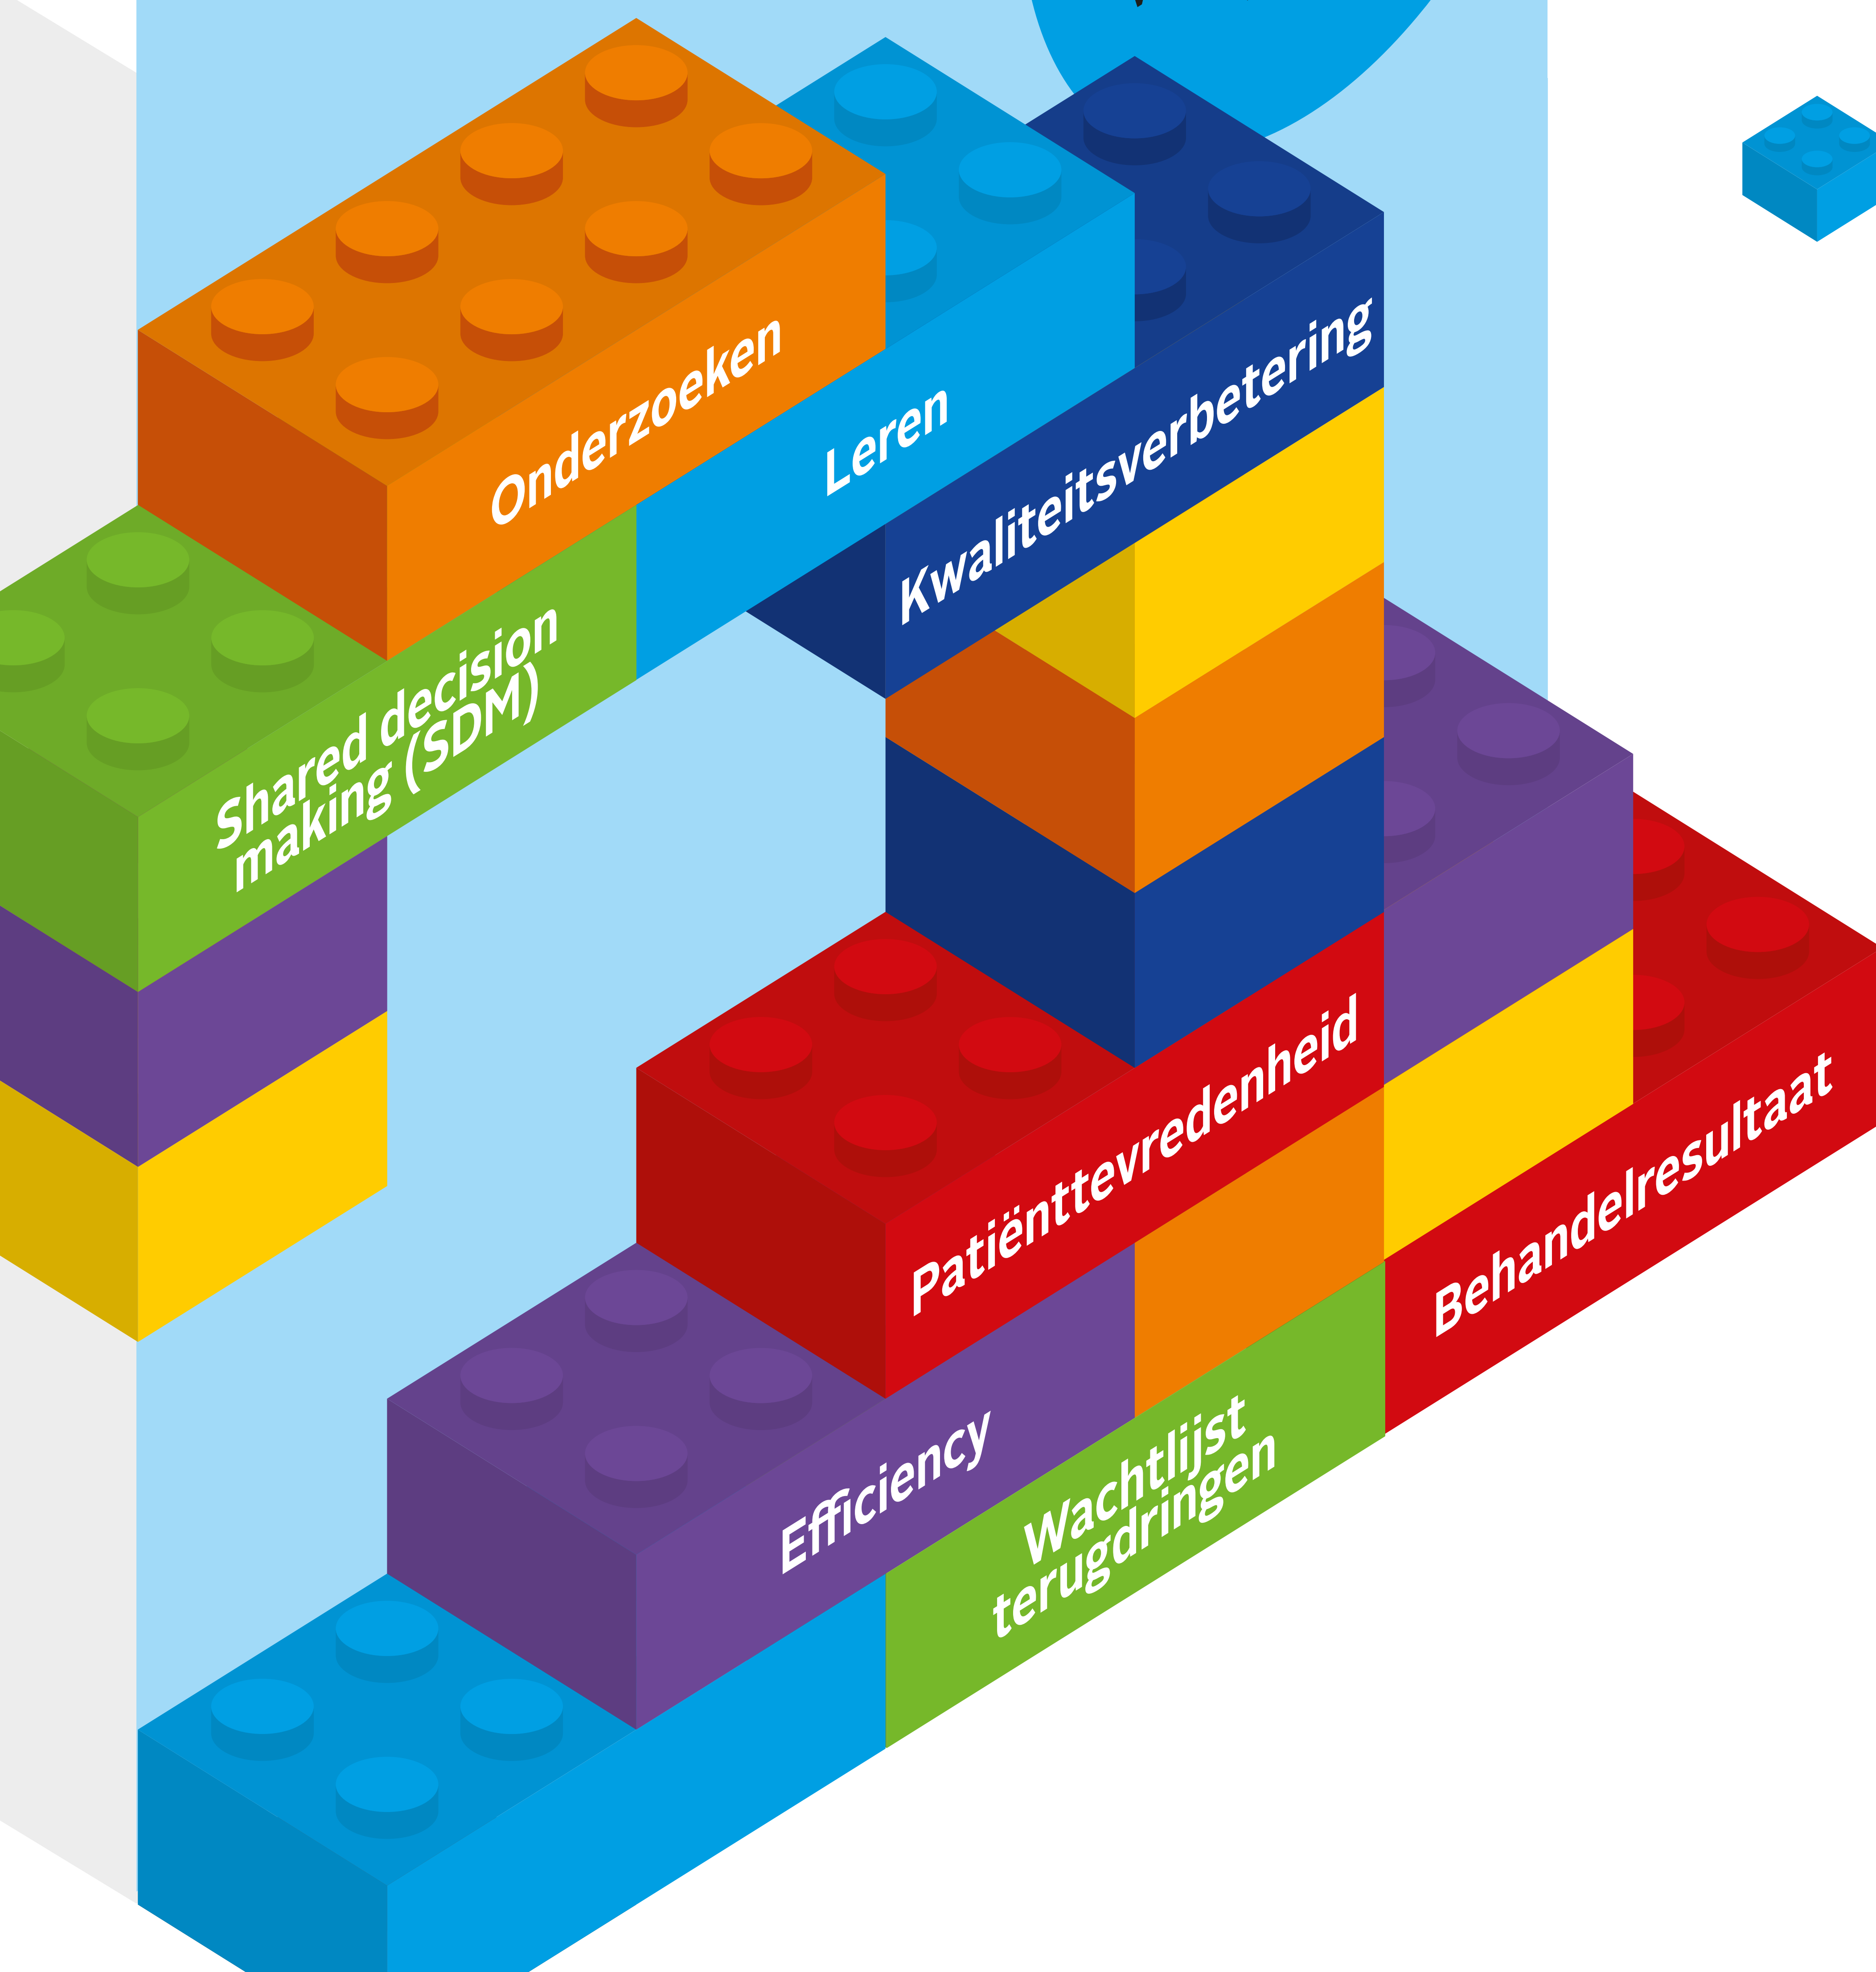 Onderzoeken
Leren
Kwaliteitsverbetering
Shared decision
making (SDM)
Patiënttevredenheid
Behandelresultaat
Efficiency
Wachtlijst
terugdringen